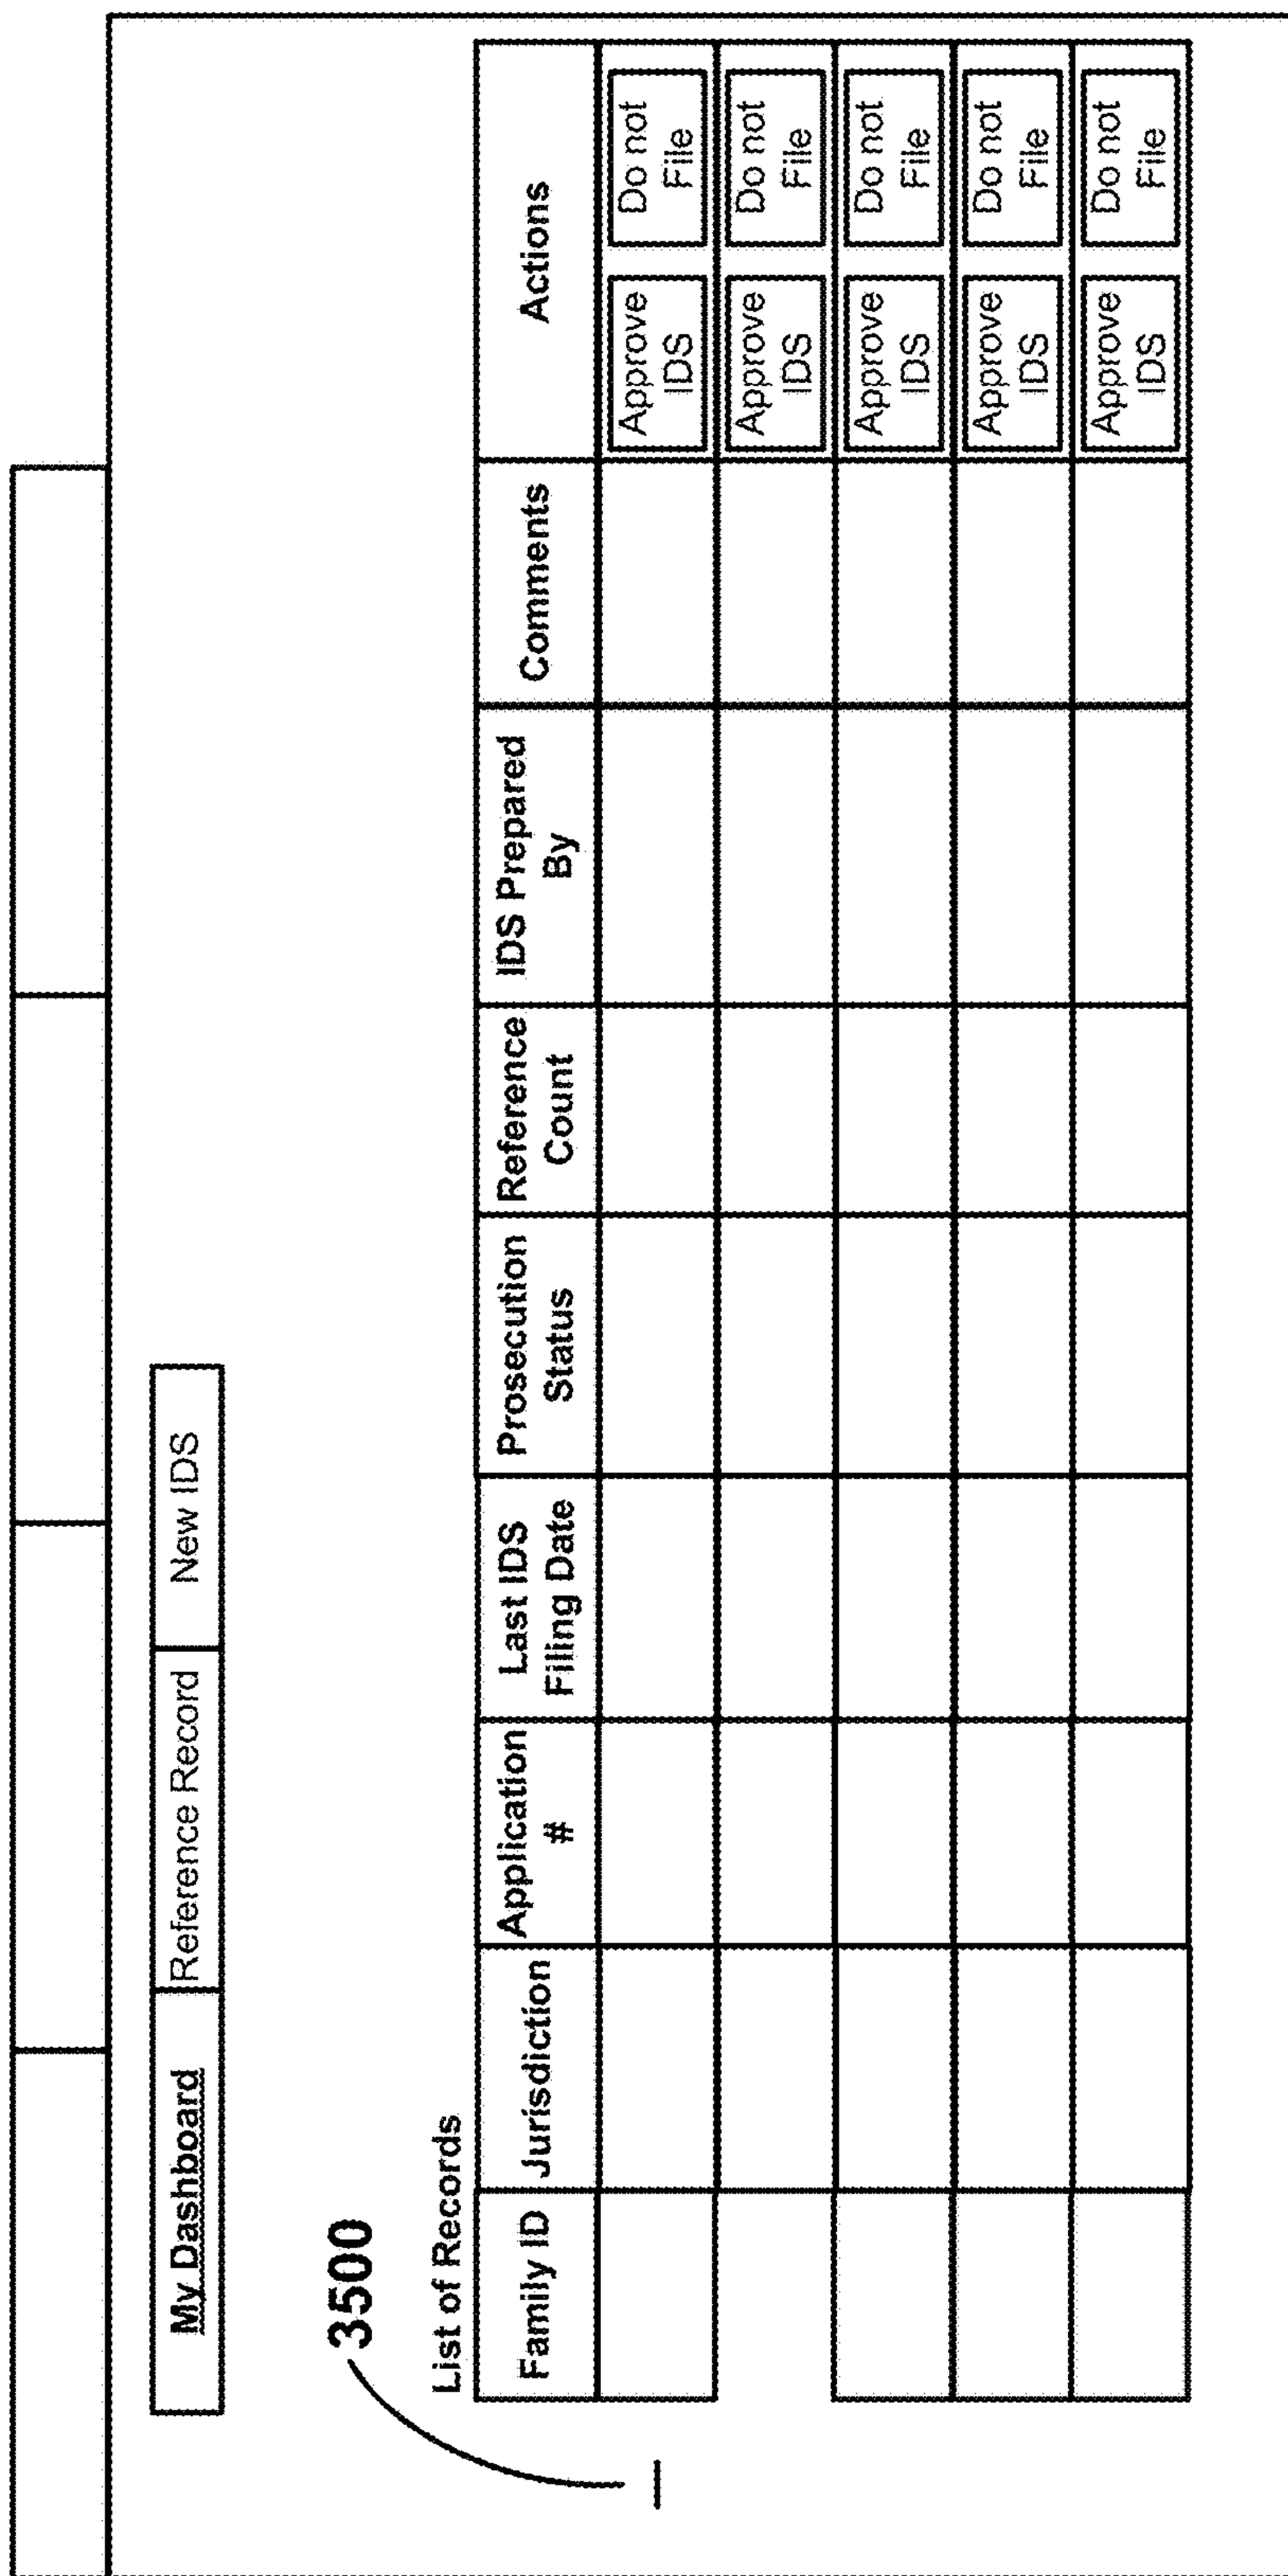 My Dashboard Reference Record New IDS
3500
List of Records
Family ID Jurisdiction Application # Last IDS Filing Date Prosecution Status Reference Count IDS Prepared By Comments Actions
Approve IDS Do not File
Approve IDS Do not File
Approve IDS Do not File
Approve IDS Do not File
Approve IDS Do not File